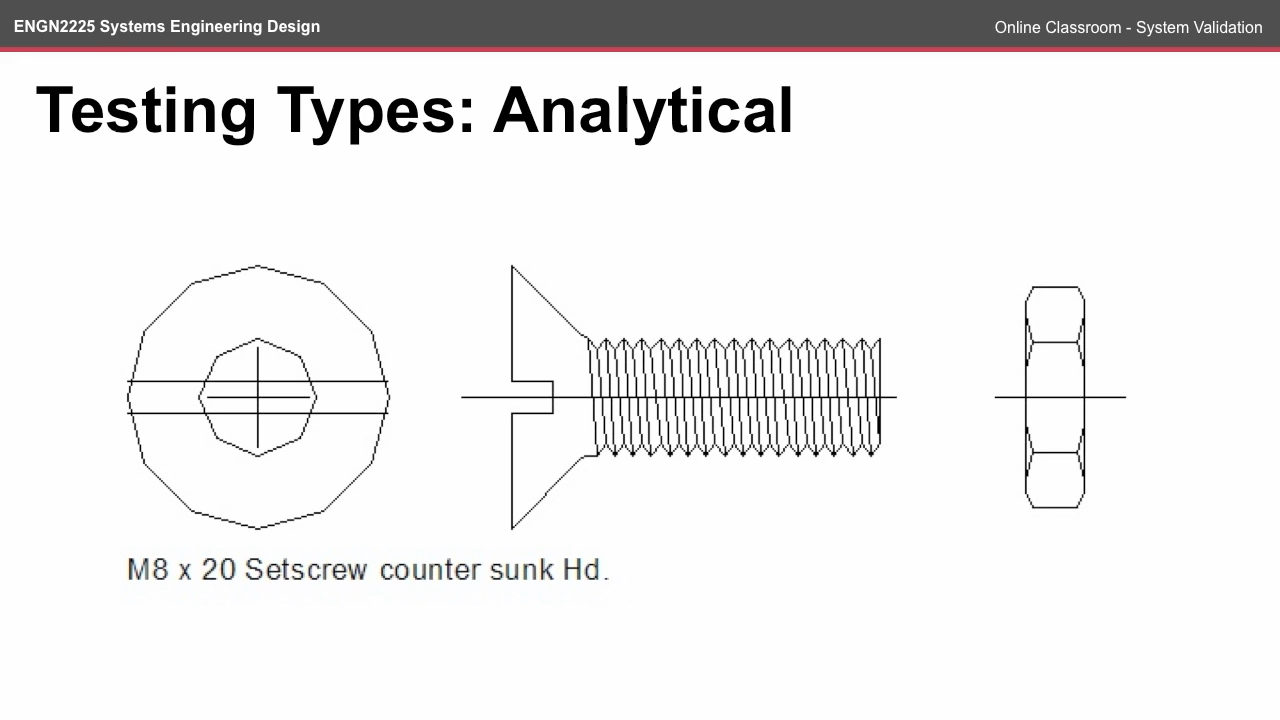 ENGN2225 Systems Engineering Design
Online Classroom - System Validation
Testing Types: Analytical
M8 x 20 Setscrew counter sunk Hd.